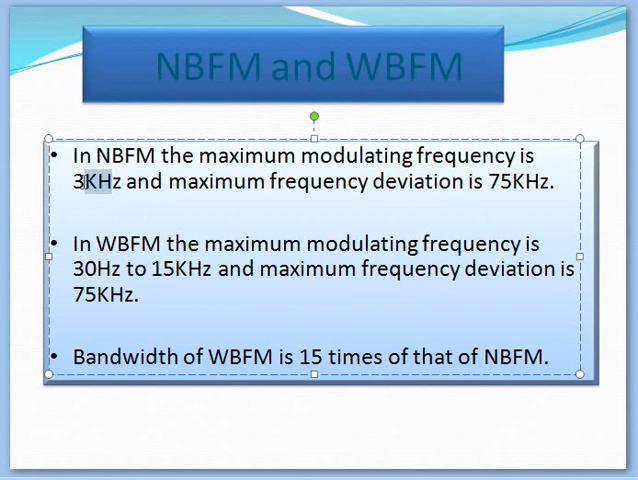 NBFM and WBFM
• In NBFM the maximum modulating frequency is
3KHz and maximum frequency deviation is 75KHz.
• In WBFM the maximum modulating frequency is
30Hz to 15KHz and maximum frequency deviation is
75KHz.
• Bandwidth of WBFM is 15 times of that of NBFM.